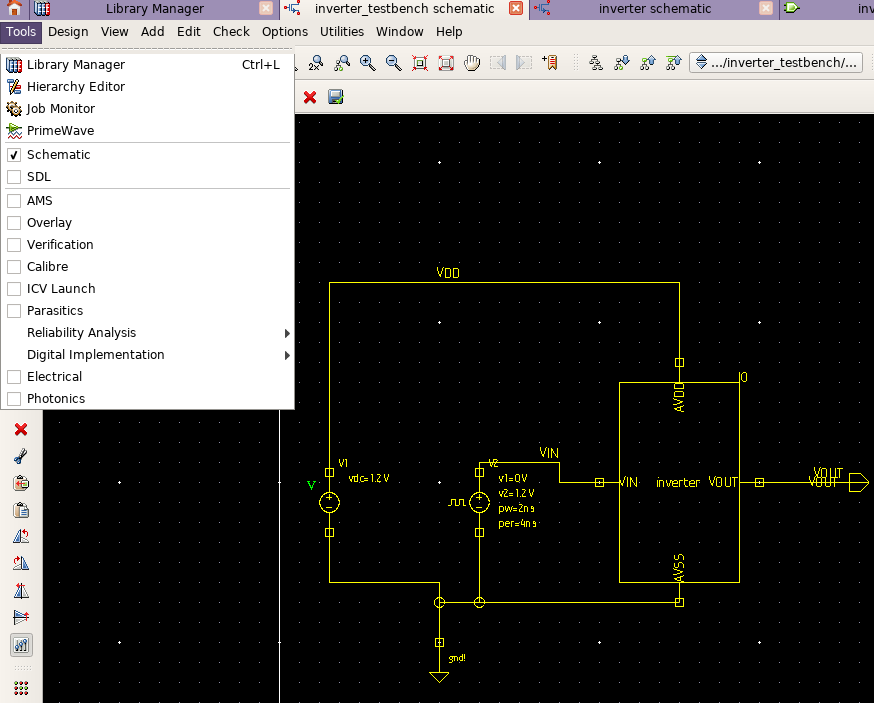 Library Manager
inverter_testbench schematic
inverter schematic
inv
Tools Design View Add Edit Check Options Utilities Window Help
Library Manager Ctrl+L
Hierarchy Editor
Job Monitor
PrimeWave
Schematic
SDL
AMS
Overlay
Verification
Calibre
ICV Launch
Parasitics
Reliability Analysis
Digital Implementation
Electrical
Photonics
2x
.../inverter_testbench/...
VDD
I0
AVDD
V1
vdc=1.2 V
V
V2
v1=0V
v2=1.2 V
pw=2ns
per=4ns
VIN
VIN
inverter
VOUT
VOUT
VOUT
AVSS
gnd!